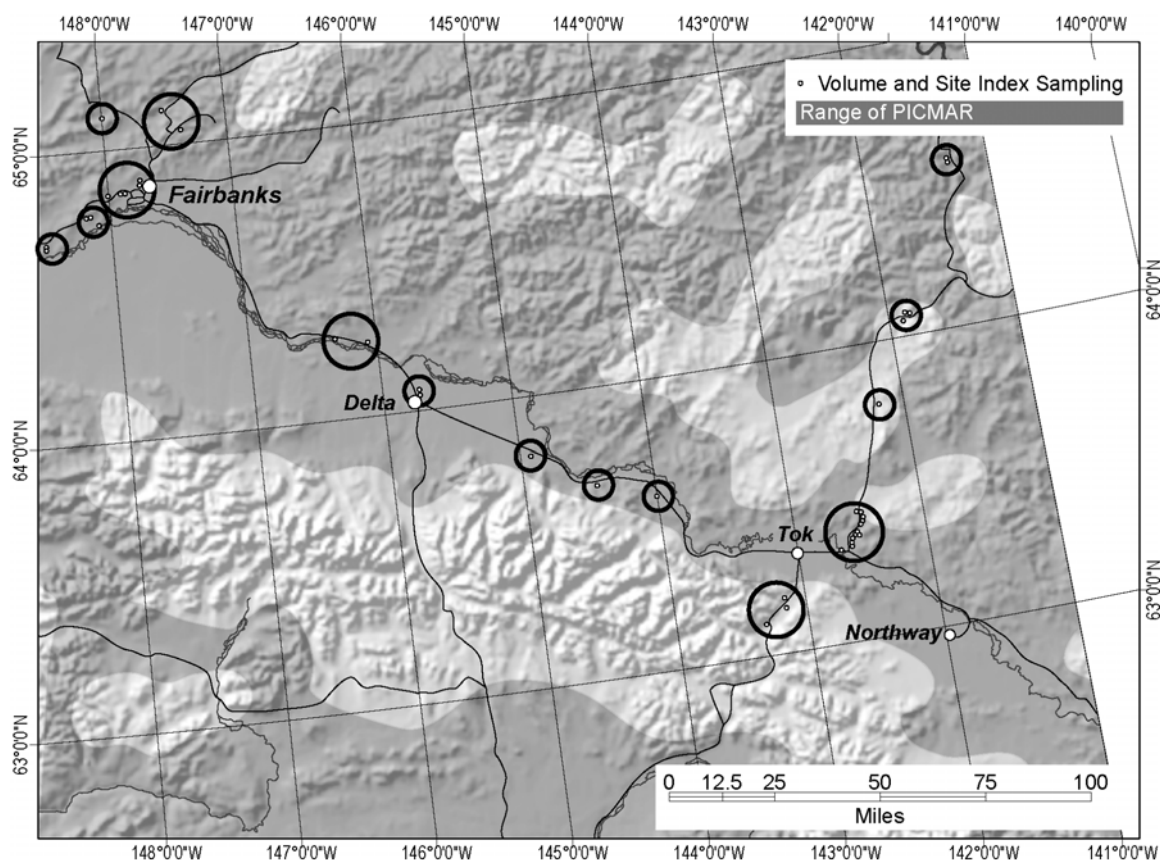 148°0'0"W 147°0'0"W 146°0'0"W 145°0'0"W 144°0'0"W 143°0'0"W 142°0'0"W 141°0'0"W 140°0'0"W
Volume and Site Index Sampling
Range of PICMAR
65°0'0"N
Fairbanks
64°0'0"N
Delta
64°0'0"N
Tok
63°0'0"N
Northway
63°0'0"N
0 12.5 25 50 75 100
Miles
148°0'0"W 147°0'0"W 146°0'0"W 145°0'0"W 144°0'0"W 143°0'0"W 142°0'0"W 141°0'0"W